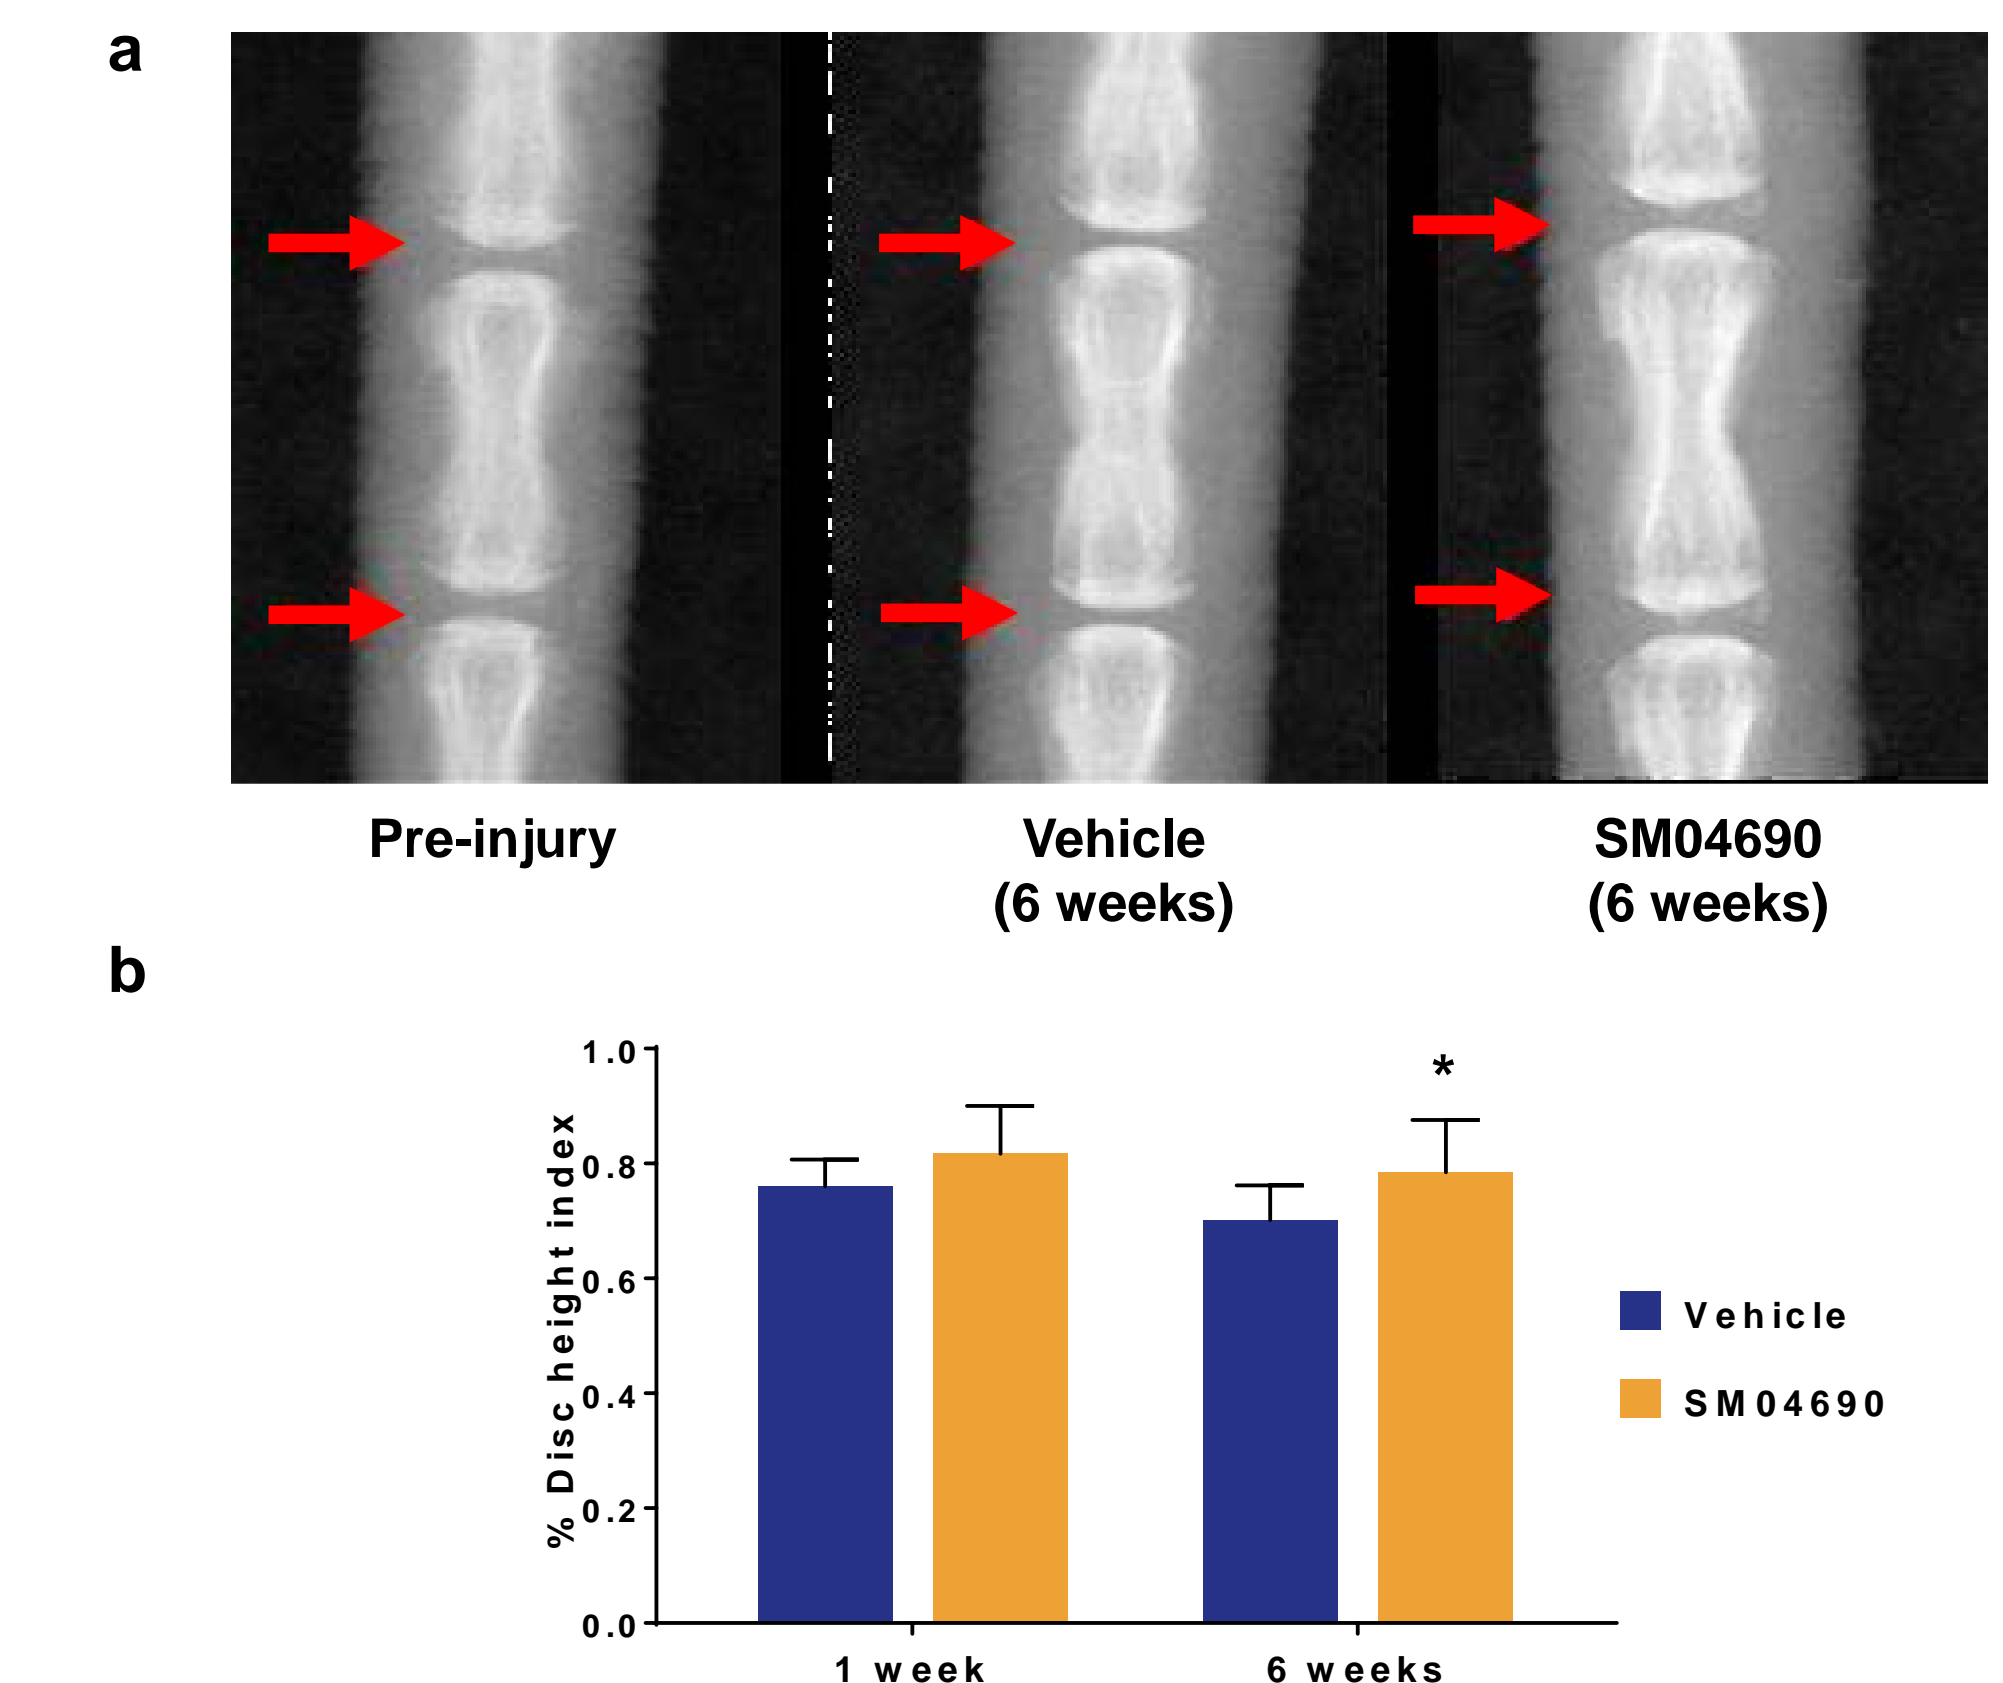 a
Pre-injury
Vehicle
(6 weeks)
SM04690
(6 weeks)
b
% Disc height index
1.0
0.8
0.6
0.4
0.2
0.0
*
1 week
6 weeks
Vehicle
SM04690